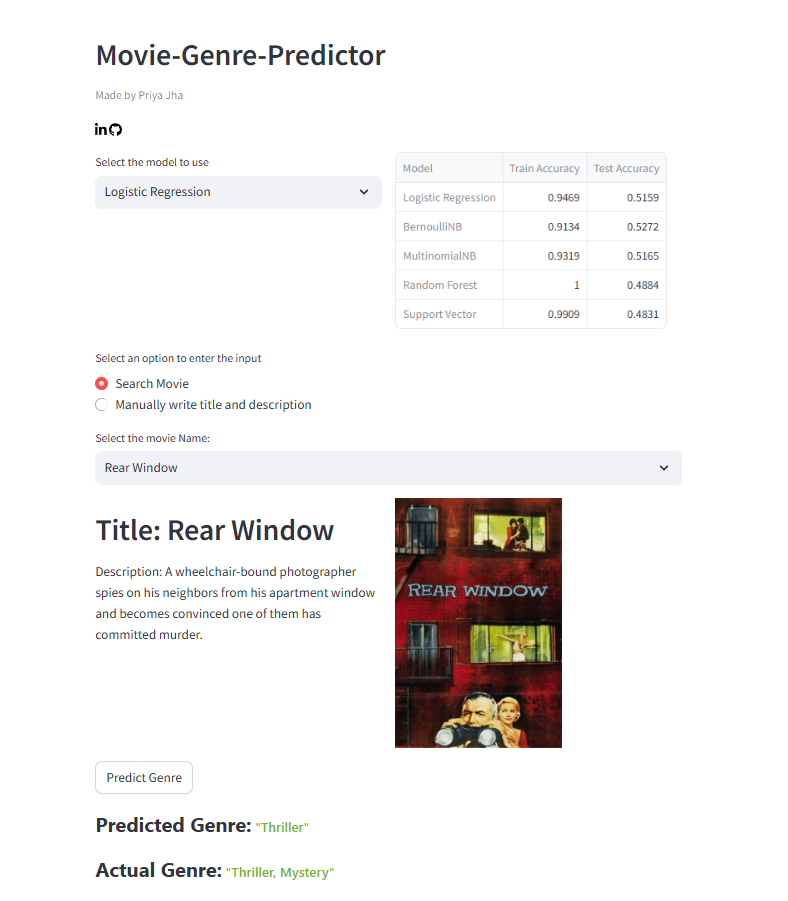 Movie-Genre-Predictor
Made by Priya Jha
in
Select the model to use
Logistic Regression
Model Train Accuracy Test Accuracy
Logistic Regression 0.9469 0.5159
BernoulliNB 0.9134 0.5272
MultinomialNB 0.9319 0.5165
Random Forest 1 0.4884
Support Vector 0.9909 0.4831
Select an option to enter the input
Search Movie
Manually write title and description
Select the movie Name:
Rear Window
Title: Rear Window
Description: A wheelchair-bound photographer
spies on his neighbors from his apartment window
and becomes convinced one of them has
committed murder.
REAR WINDOW
Predict Genre
Predicted Genre: "Thriller"
Actual Genre: "Thriller, Mystery"